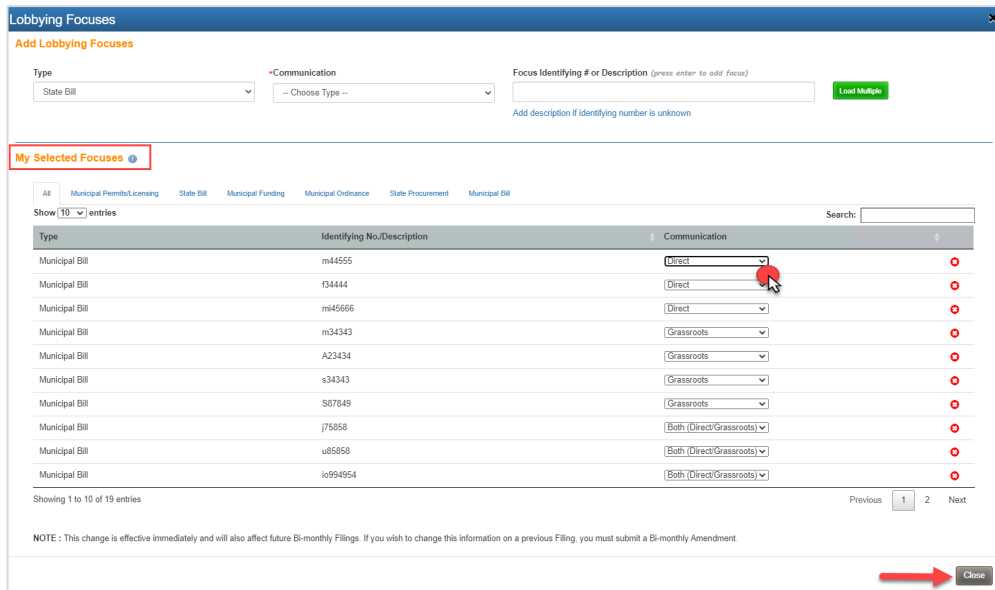 Lobbying Focuses
Add Lobbying Focuses
Type *Communication Focus Identifying # or Description (press enter to add focus)
State Bill -- Choose Type -- Load Multiple
Add description if identifying number is unknown
My Selected Focuses
All Municipal Permits/Licensing State Bill Municipal Funding Municipal Ordinance State Procurement Municipal Bill
Show 10 entries Search:
Type Identifying No./Description Communication
Municipal Bill m44555 Direct
Municipal Bill f34444 Direct
Municipal Bill mi45666 Direct
Municipal Bill m34343 Grassroots
Municipal Bill A23434 Grassroots
Municipal Bill s34343 Grassroots
Municipal Bill S87849 Grassroots
Municipal Bill j75858 Both (Direct/Grassroots)
Municipal Bill u85858 Both (Direct/Grassroots)
Municipal Bill io994954 Both (Direct/Grassroots)
Showing 1 to 10 of 19 entries Previous 1 2 Next
NOTE : This change is effective immediately and will also affect future Bi-monthly Filings. If you wish to change this information on a previous Filing, you must submit a Bi-monthly Amendment.
Close